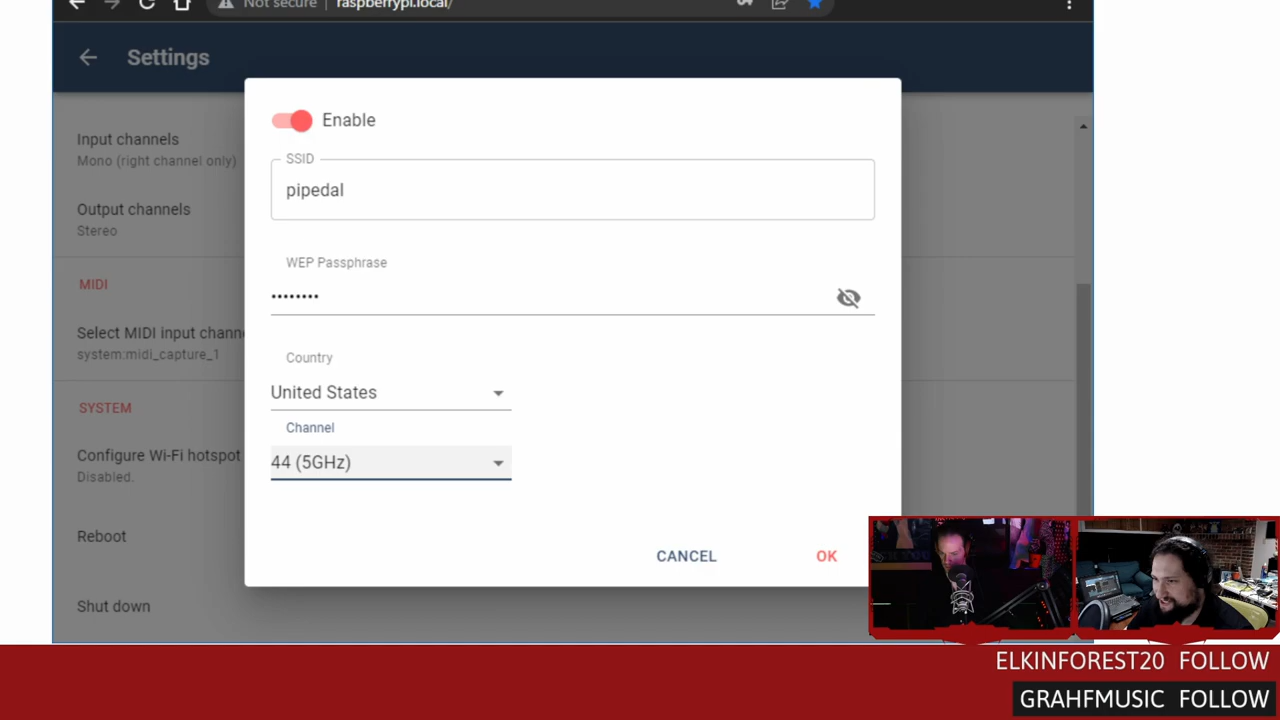 Not secure
raspberrypi.local/
Settings
Input channels
Mono (right channel only)
Output channels
Stereo
MIDI
Select MIDI input
system:midi_capture_1
SYSTEM
Configure Wi-Fi hotspot
Disabled.
Reboot
Shut down
Enable
SSID
pipedal
WEP Passphrase
••••••••
Country
United States
Channel
44 (5GHz)
CANCEL
OK
ELKINFOREST20 FOLLOW
GRAHFMUSIC FOLLOW